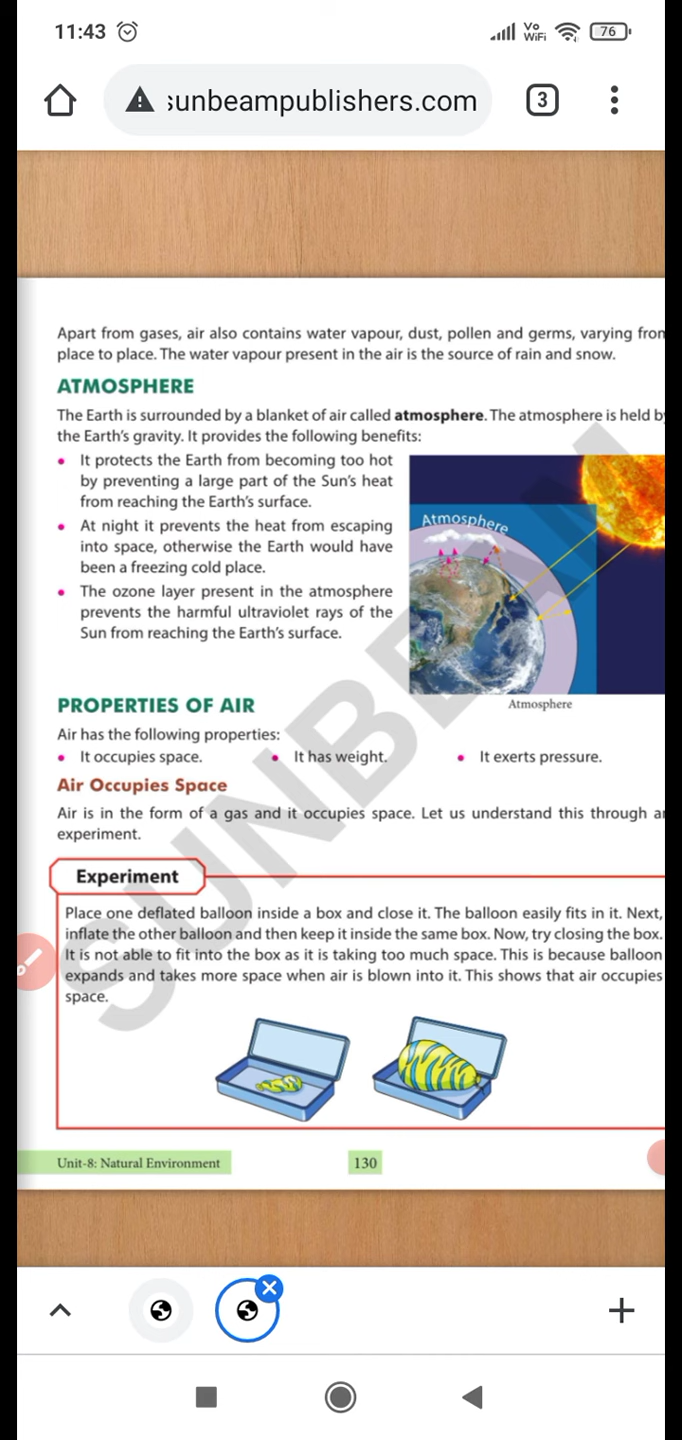 11:43
Vo
WiFi
76
sunbeampublishers.com
3
Apart from gases, air also contains water vapour, dust, pollen and germs, varying from
place to place. The water vapour present in the air is the source of rain and snow.
ATMOSPHERE
The Earth is surrounded by a blanket of air called atmosphere. The atmosphere is held by
the Earth's gravity. It provides the following benefits:
• It protects the Earth from becoming too hot
by preventing a large part of the Sun's heat
from reaching the Earth's surface.
• At night it prevents the heat from escaping
into space, otherwise the Earth would have
been a freezing cold place.
• The ozone layer present in the atmosphere
prevents the harmful ultraviolet rays of the
Sun from reaching the Earth's surface.
Atmosphere
Atmosphere
PROPERTIES OF AIR
Air has the following properties:
• It occupies space. • It has weight. • It exerts pressure.
Air Occupies Space
Air is in the form of a gas and it occupies space. Let us understand this through an
experiment.
Experiment
Place one deflated balloon inside a box and close it. The balloon easily fits in it. Next,
inflate the other balloon and then keep it inside the same box. Now, try closing the box.
It is not able to fit into the box as it is taking too much space. This is because balloon
expands and takes more space when air is blown into it. This shows that air occupies
space.
SUNBEAM
Unit-8: Natural Environment 130